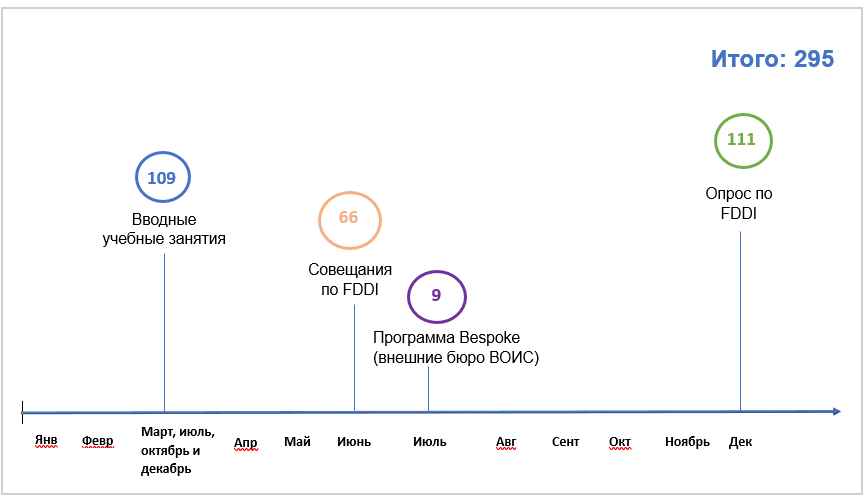 Итого: 295
111
Опрос по
FDDI
109
Вводные
учебные занятия
66
Совещания
по FDDI
9
Программа Bespoke
(внешние бюро ВОИС)
Янв
Февр
Март, июль,
октябрь и
декабрь
Апр
Май
Июнь
Июль
Авг
Сент
Окт
Ноябрь
Дек